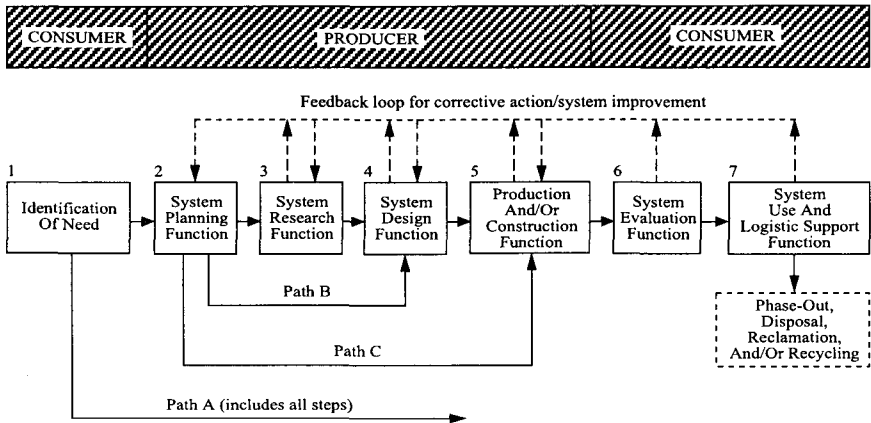 CONSUMER
PRODUCER
CONSUMER
Feedback loop for corrective action/system improvement
1
Identification
Of Need
2
System
Planning
Function
3
System
Research
Function
4
System
Design
Function
5
Production
And/Or
Construction
Function
6
System
Evaluation
Function
7
System
Use And
Logistic Support
Function
Path B
Path C
Path A (includes all steps)
Phase-Out,
Disposal,
Reclamation,
And/Or Recycling